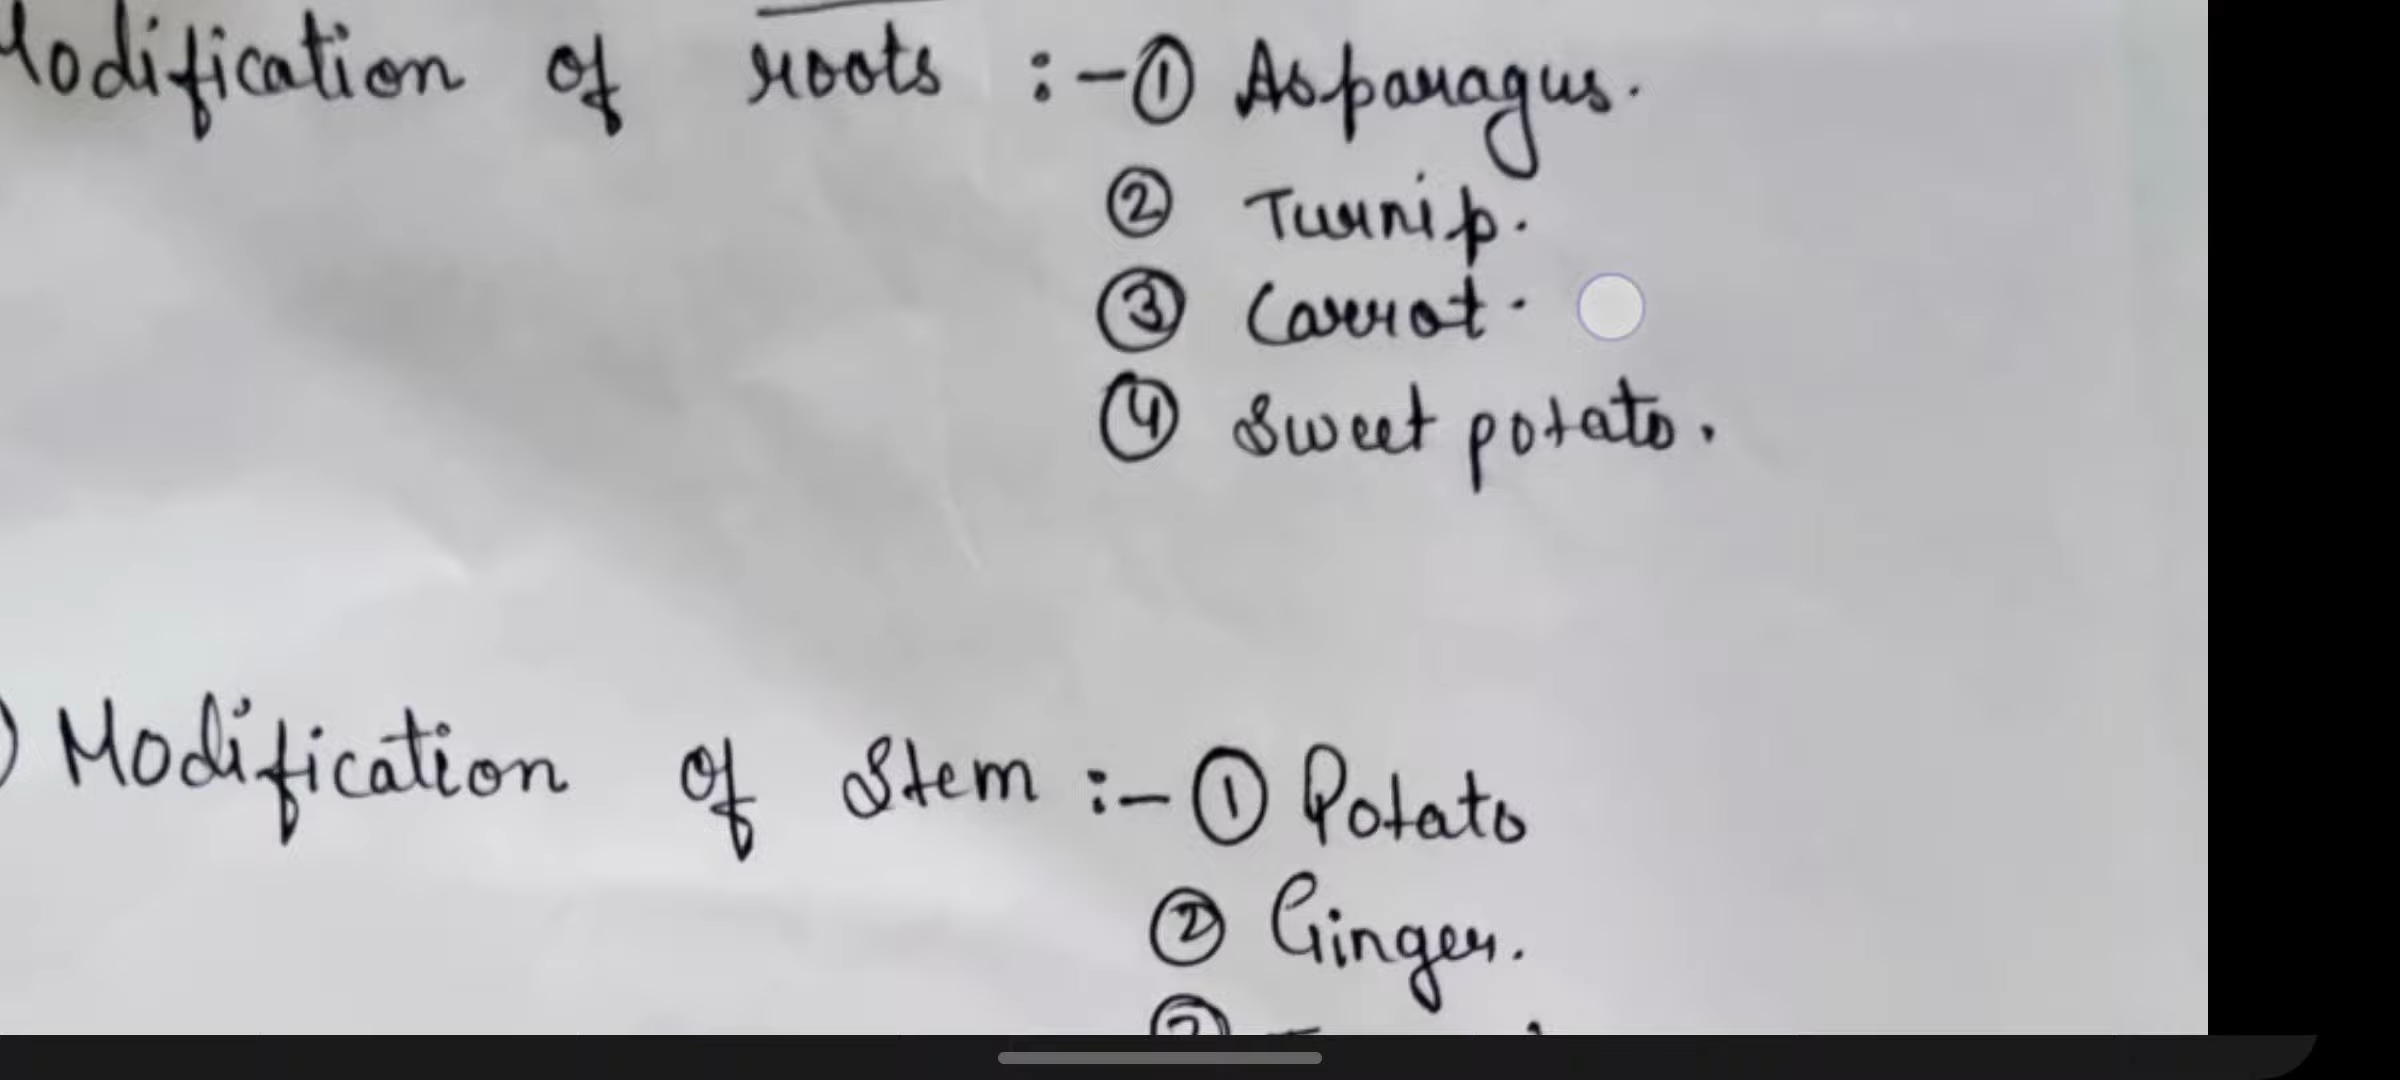 Modification of roots :- ① Asparagus.
② Turnip.
③ Carrot.
④ Sweet potato.
) Modification of Stem :- ① Potato
② Ginger.